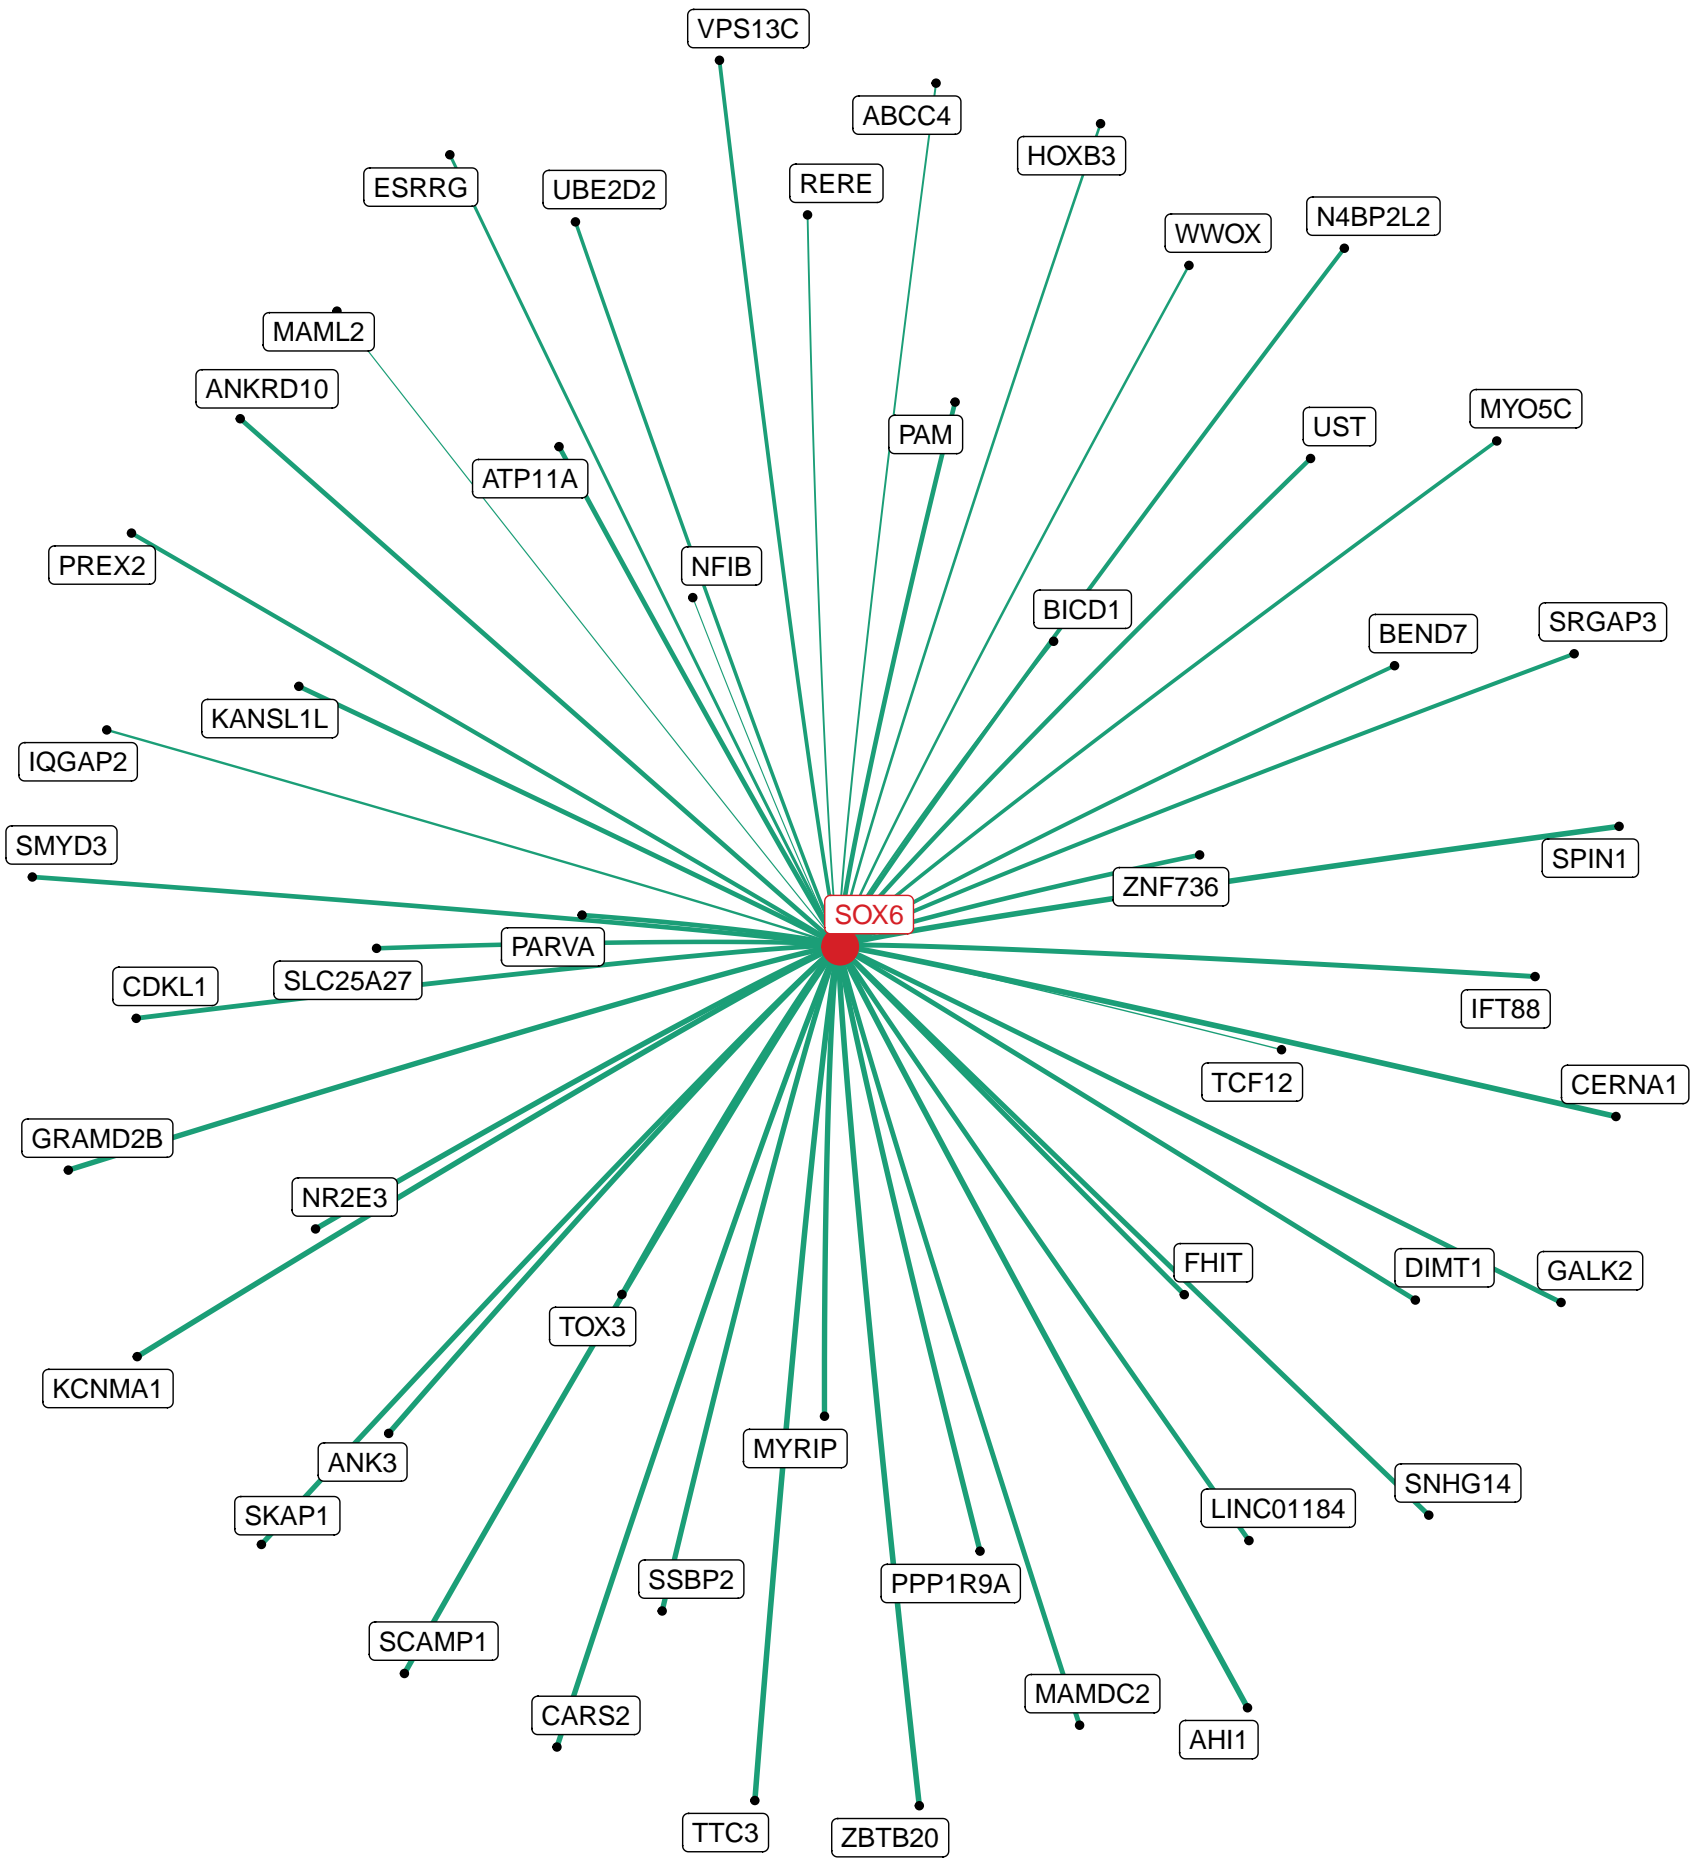 VPS13C
ABCC4
HOXB3
ESRRG
UBE2D2
RERE
N4BP2L2
WWOX
MAML2
ANKRD10
MYO5C
UST
PAM
ATP11A
PREX2
NFIB
BICD1
SRGAP3
BEND7
KANSL1L
IQGAP2
SMYD3
SPIN1
ZNF736
SOX6
PARVA
SLC25A27
CDKL1
IFT88
TCF12
CERNA1
GRAMD2B
NR2E3
FHIT
DIMT1
GALK2
TOX3
KCNMA1
MYRIP
ANK3
SNHG14
LINC01184
SKAP1
SSBP2
PPP1R9A
SCAMP1
MAMDC2
CARS2
AHI1
TTC3
ZBTB20